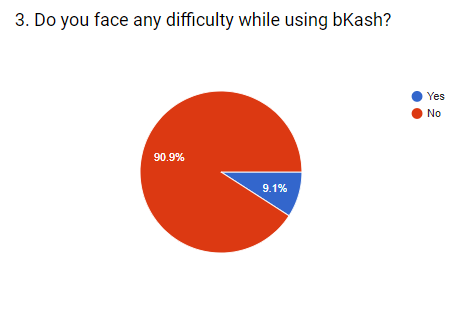 3. Do you face any difficulty while using bKash?
Yes
No
90.9%
9.1%